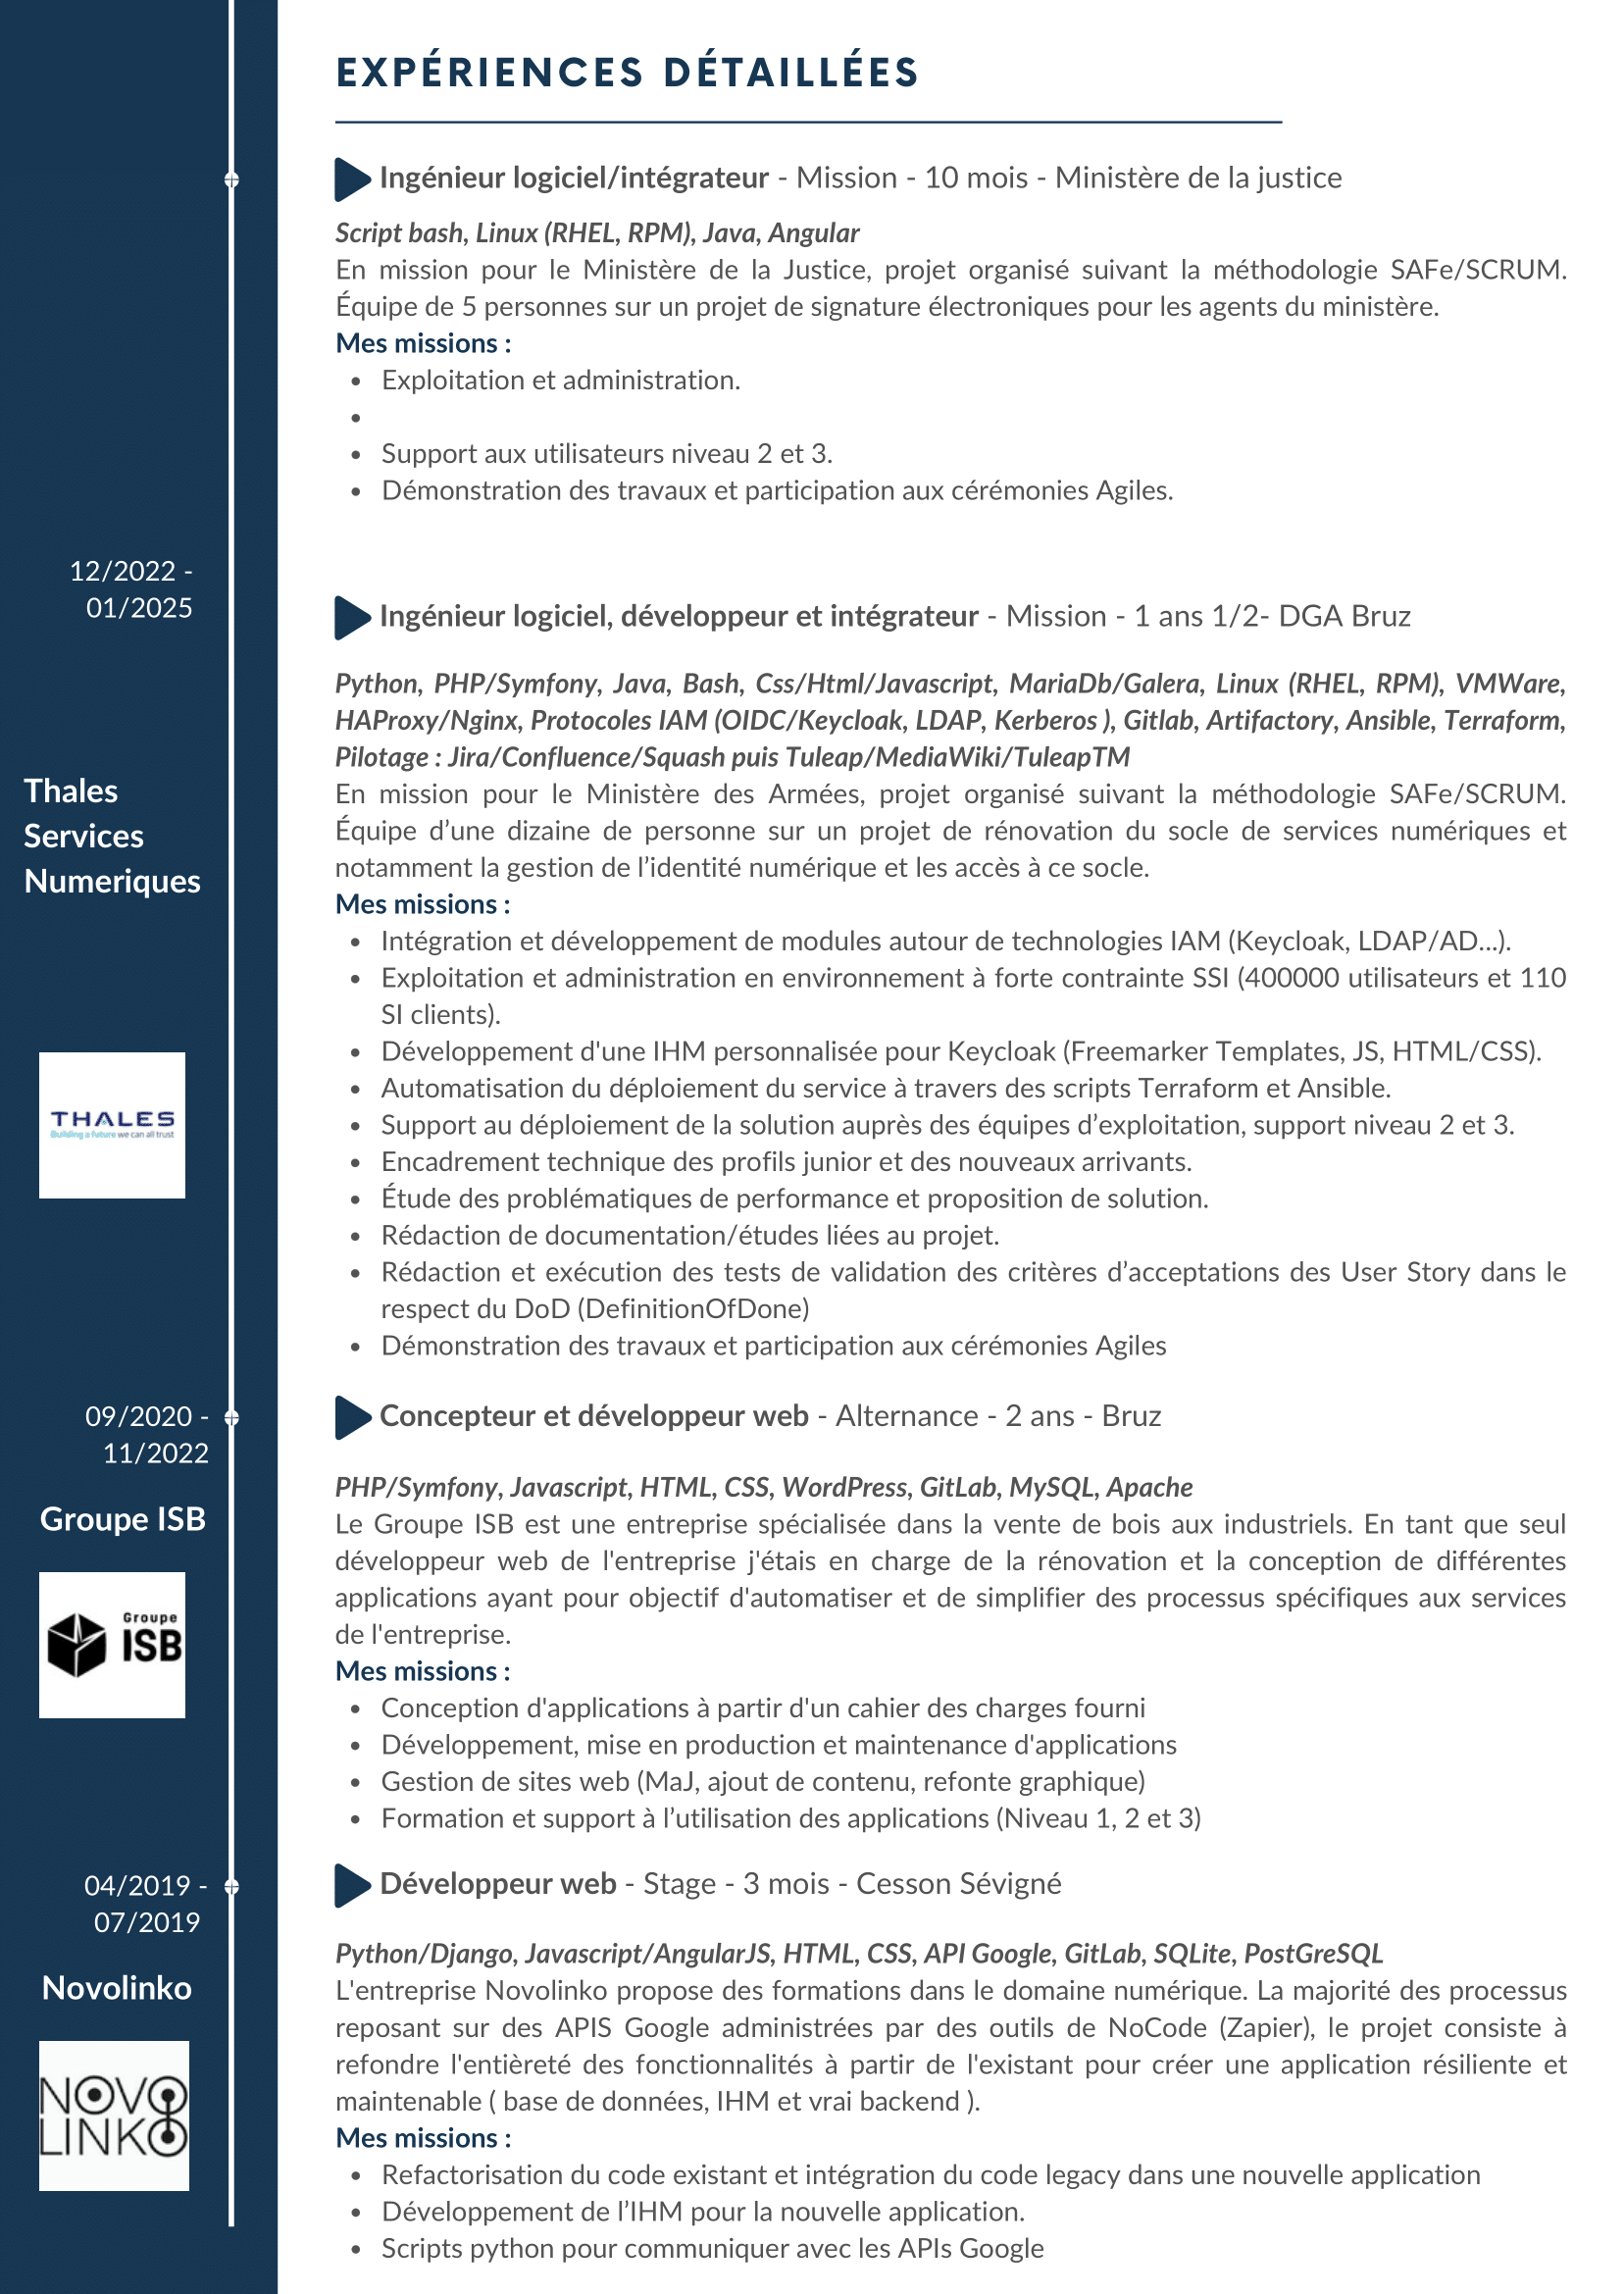 EXPÉRIENCES DÉTAILLÉES
Ingénieur logiciel/intégrateur - Mission - 10 mois - Ministère de la justice
Script bash, Linux (RHEL, RPM), Java, Angular
En mission pour le Ministère de la Justice, projet organisé suivant la méthodologie SAFe/SCRUM.
Équipe de 5 personnes sur un projet de signature électroniques pour les agents du ministère.
Mes missions :
• Exploitation et administration.
•
• Support aux utilisateurs niveau 2 et 3.
• Démonstration des travaux et participation aux cérémonies Agiles.
12/2022 -
01/2025
Thales
Services
Numeriques
THALES
Building a future we can all trust
Ingénieur logiciel, développeur et intégrateur - Mission - 1 ans 1/2- DGA Bruz
Python, PHP/Symfony, Java, Bash, Css/Html/Javascript, MariaDb/Galera, Linux (RHEL, RPM), VMWare,
HAProxy/Nginx, Protocoles IAM (OIDC/Keycloak, LDAP, Kerberos ), Gitlab, Artifactory, Ansible, Terraform,
Pilotage : Jira/Confluence/Squash puis Tuleap/MediaWiki/TuleapTM
En mission pour le Ministère des Armées, projet organisé suivant la méthodologie SAFe/SCRUM.
Équipe d’une dizaine de personne sur un projet de rénovation du socle de services numériques et
notamment la gestion de l’identité numérique et les accès à ce socle.
Mes missions :
• Intégration et développement de modules autour de technologies IAM (Keycloak, LDAP/AD...).
• Exploitation et administration en environnement à forte contrainte SSI (400000 utilisateurs et 110
SI clients).
• Développement d'une IHM personnalisée pour Keycloak (Freemarker Templates, JS, HTML/CSS).
• Automatisation du déploiement du service à travers des scripts Terraform et Ansible.
• Support au déploiement de la solution auprès des équipes d’exploitation, support niveau 2 et 3.
• Encadrement technique des profils junior et des nouveaux arrivants.
• Étude des problématiques de performance et proposition de solution.
• Rédaction de documentation/études liées au projet.
• Rédaction et exécution des tests de validation des critères d’acceptations des User Story dans le
respect du DoD (DefinitionOfDone)
• Démonstration des travaux et participation aux cérémonies Agiles
09/2020 -
11/2022
Groupe ISB
Groupe
ISB
Concepteur et développeur web - Alternance - 2 ans - Bruz
PHP/Symfony, Javascript, HTML, CSS, WordPress, GitLab, MySQL, Apache
Le Groupe ISB est une entreprise spécialisée dans la vente de bois aux industriels. En tant que seul
développeur web de l'entreprise j'étais en charge de la rénovation et la conception de différentes
applications ayant pour objectif d'automatiser et de simplifier des processus spécifiques aux services
de l'entreprise.
Mes missions :
• Conception d'applications à partir d'un cahier des charges fourni
• Développement, mise en production et maintenance d'applications
• Gestion de sites web (MaJ, ajout de contenu, refonte graphique)
• Formation et support à l’utilisation des applications (Niveau 1, 2 et 3)
04/2019 -
07/2019
Novolinko
NOVO
LINKO
Développeur web - Stage - 3 mois - Cesson Sévigné
Python/Django, Javascript/AngularJS, HTML, CSS, API Google, GitLab, SQLite, PostGreSQL
L'entreprise Novolinko propose des formations dans le domaine numérique. La majorité des processus
reposant sur des APIS Google administrées par des outils de NoCode (Zapier), le projet consiste à
refondre l'entièreté des fonctionnalités à partir de l'existant pour créer une application résiliente et
maintenable ( base de données, IHM et vrai backend ).
Mes missions :
• Refactorisation du code existant et intégration du code legacy dans une nouvelle application
• Développement de l’IHM pour la nouvelle application.
• Scripts python pour communiquer avec les APIs Google